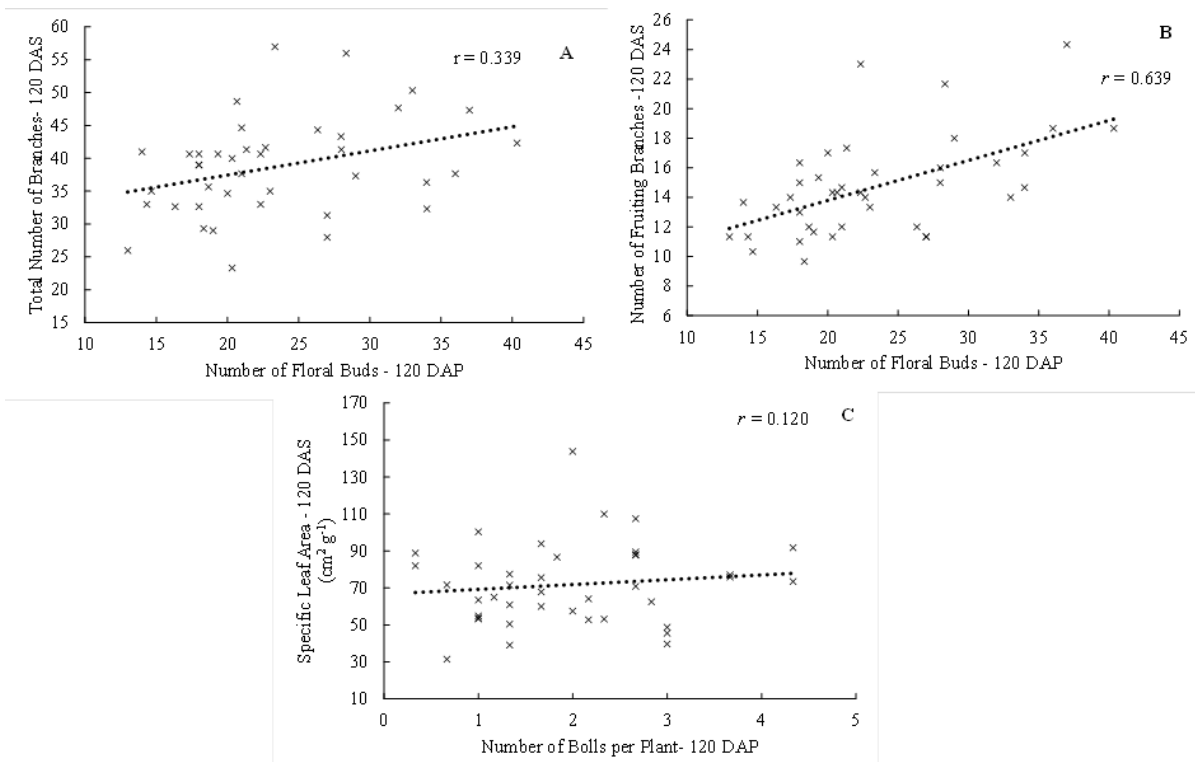 Total Number of Branches- 120 DAS
60
55
50
45
40
35
30
25
20
15
r = 0.339
A
10 15 20 25 30 35 40 45
Number of Floral Buds - 120 DAP
Number of Fruiting Branches -120 DAS
26
24
22
20
18
16
14
12
10
8
6
B
r = 0.639
10 15 20 25 30 35 40 45
Number of Floral Buds - 120 DAP
Specific Leaf Area - 120 DAS
(cm² g⁻¹)
170
150
130
110
90
70
50
30
10
r = 0.120
C
0 1 2 3 4 5
Number of Bolls per Plant- 120 DAP